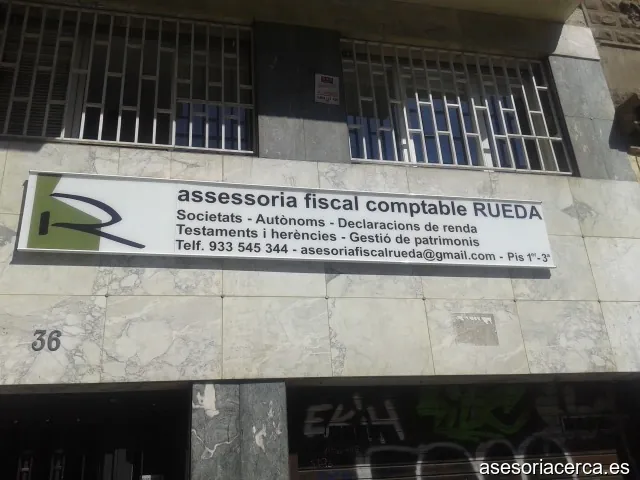 assessoria fiscal comptable RUEDA
Societats - Autònoms - Declaracions de renda
Testaments i herències - Gestió de patrimonis
Telf. 933 545 344 - asesoriafiscalrueda@gmail.com - Pis 1er-3a
R
36
asesoriacerca.es